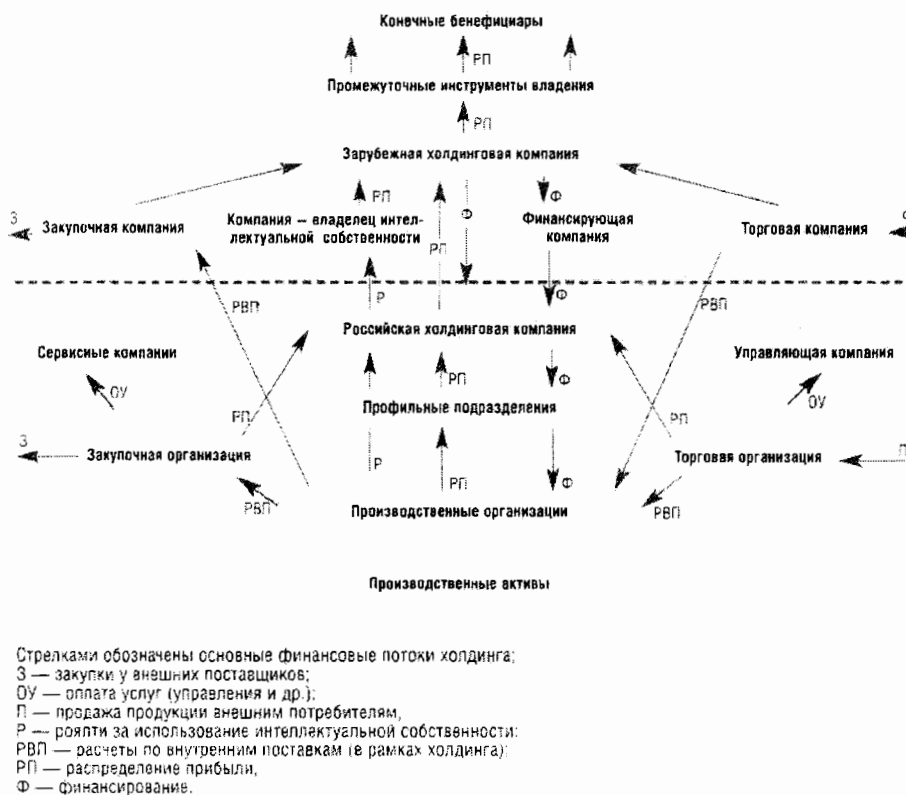 Конечные бенефициары
РП
Промежуточные инструменты владения
РП
Зарубежная холдинговая компания
РП
Ф
Ф
З
Закупочная компания
Компания – владелец интел-
лектуальной собственности
РП
Финансирующая
компания
Торговая компания
РВП
Р
Ф
РВП
Российская холдинговая компания
Сервисные компании
Управляющая компания
ОУ
РП
Ф
ОУ
РП
Профильные подразделения
РП
З
Закупочная организация
Торговая организация
П
Р
РП
Ф
РВП
Производственные организации
РВП
Производственные активы
Стрелками обозначены основные финансовые потоки холдинга;
З — закупки у внешних поставщиков;
ОУ — оплата услуг (управления и др.);
П — продажа продукции внешним потребителям,
Р — роялти за использование интеллектуальной собственности;
РВП — расчеты по внутренним поставкам (в рамках холдинга);
РП — распределение прибыли,
Ф — финансирование.